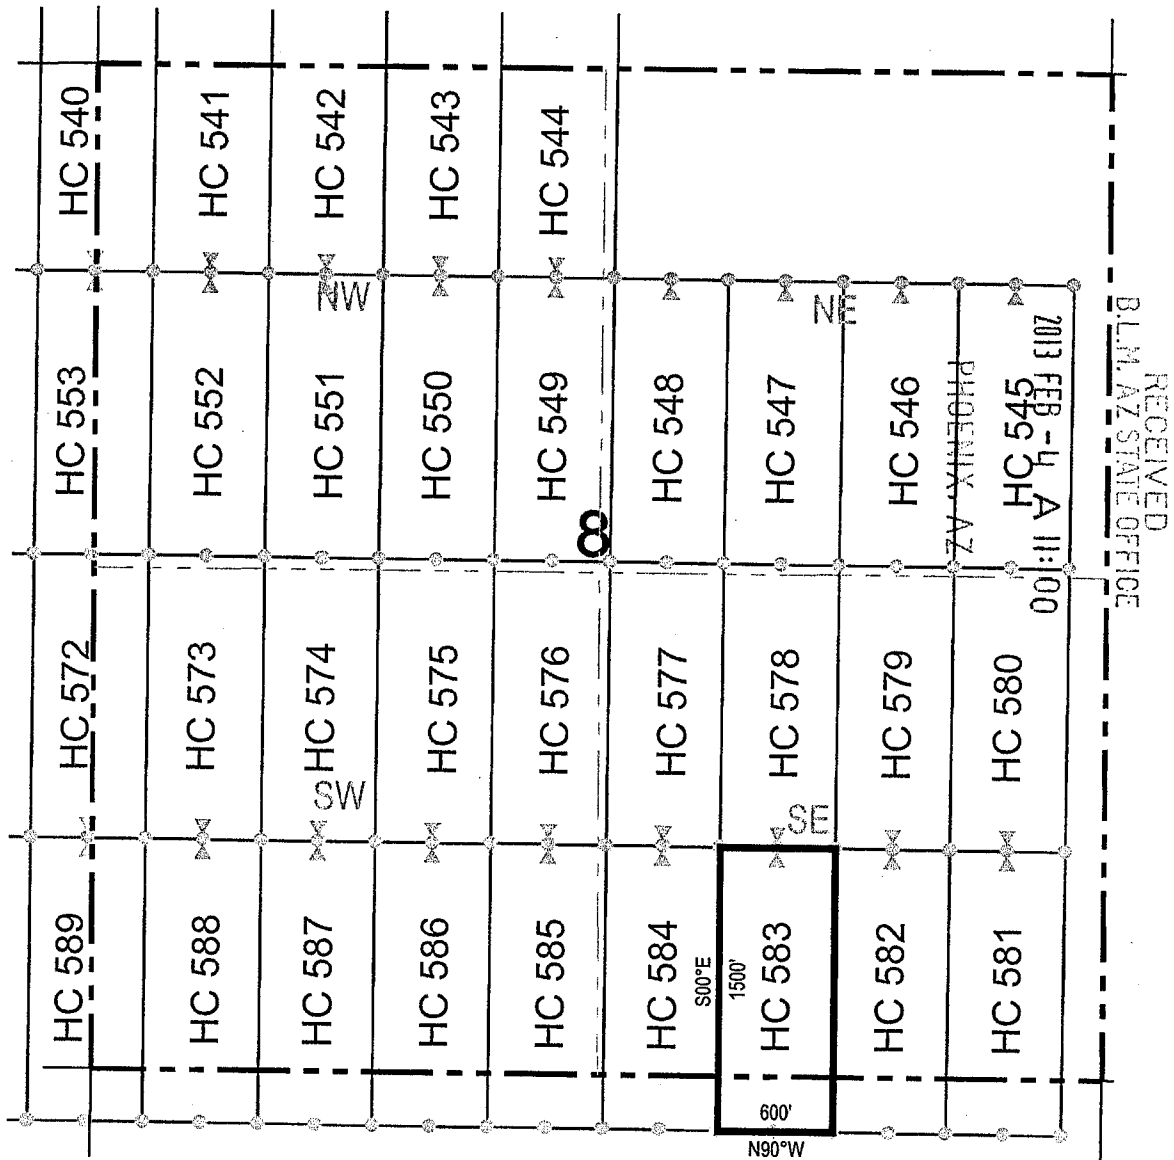 HC 540
HC 541
HC 542
HC 543
HC 544
NW
NE
HC 553
HC 552
HC 551
HC 550
HC 549
HC 548
HC 547
HC 546
HC 545
RECEIVED
B.L.M. AZ STATE OFFICE
2013 FEB -4 A 11:00
PHOENIX, AZ
8
HC 572
HC 573
HC 574
HC 575
HC 576
HC 577
HC 578
HC 579
HC 580
SW
SE
HC 589
HC 588
HC 587
HC 586
HC 585
HC 584
S00°E
1500'
HC 583
HC 582
HC 581
600'
N90°W